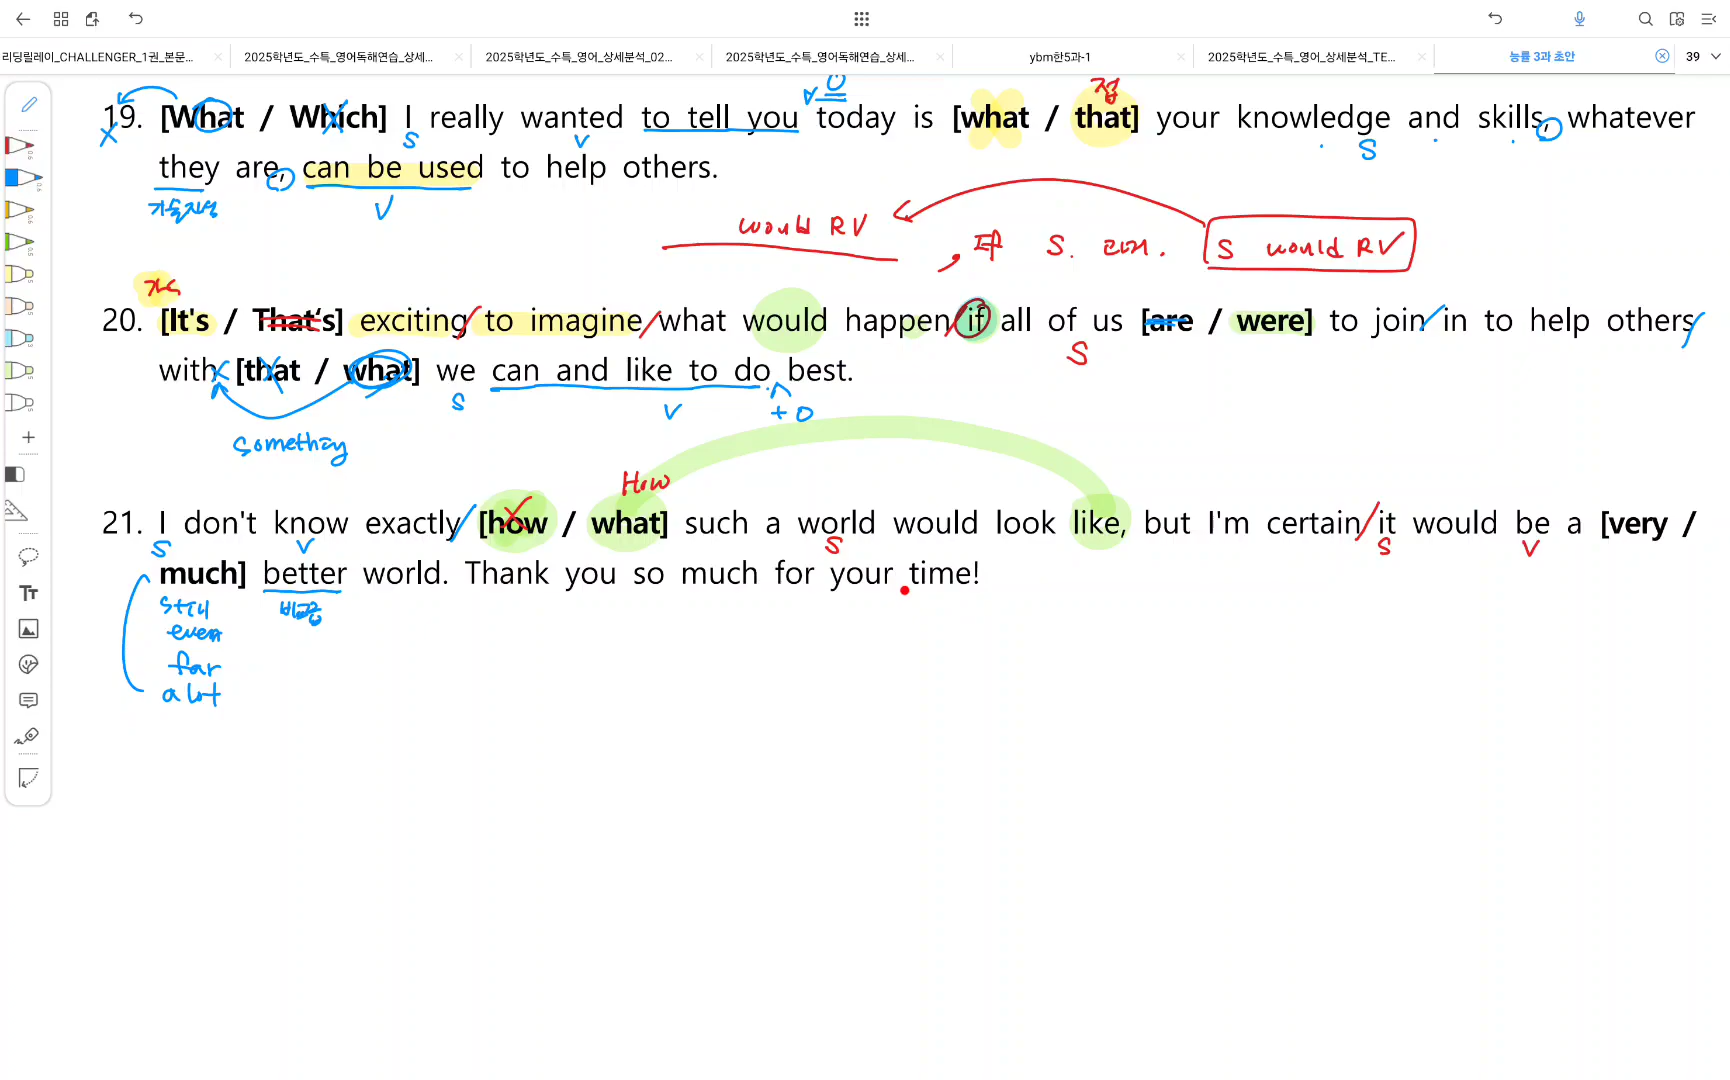 리딩릴레이_CHALLENGER_1권_본문...
2025학년도_수특_영어독해연습_상세...
2025학년도_수특_영어_상세분석_02...
2025학년도_수특_영어독해연습_상세...
ybm한5과-1
2025학년도_수특_영어_상세분석_TE...
능률 3과 초안
39
O
접
19. [What / Which] I really wanted to tell you today is [what / that] your knowledge and skills, whatever
S V S
they are, can be used to help others.
V
would RV
S would RV
20. [It's / That's] exciting to imagine what would happen if all of us [are / were] to join in to help others
S
with [that / what] we can and like to do best.
S V + O
something
How
21. I don't know exactly [how / what] such a world would look like, but I'm certain it would be a [very /
S V S S V
much] better world. Thank you so much for your time!
still
even
far
a lot